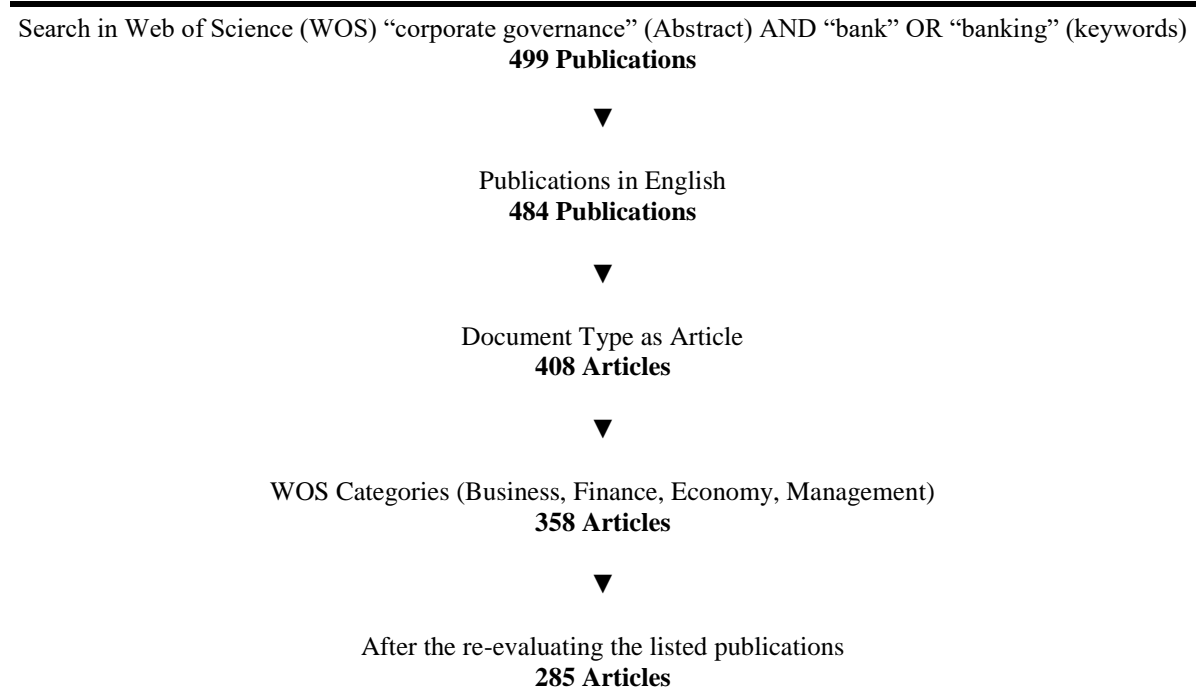 Search in Web of Science (WOS) “corporate governance” (Abstract) AND “bank” OR “banking” (keywords)
499 Publications
▼
Publications in English
484 Publications
▼
Document Type as Article
408 Articles
▼
WOS Categories (Business, Finance, Economy, Management)
358 Articles
▼
After the re-evaluating the listed publications
285 Articles